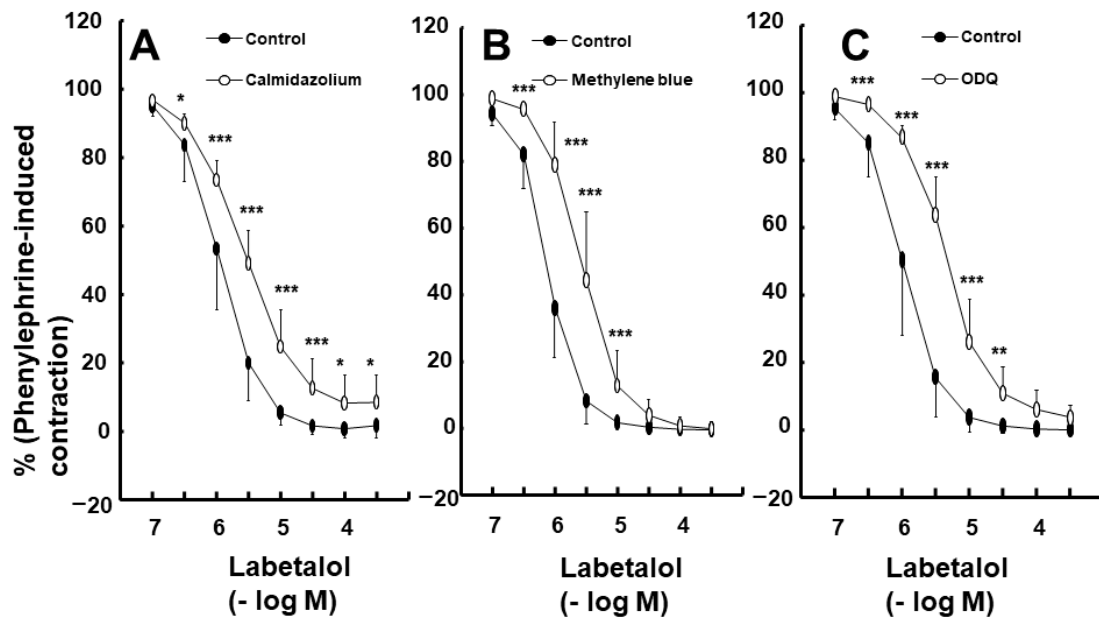 A
Control
Calmidazolium
120
100
80
60
40
20
0
−20
*
***
***
***
***
*
*
7 6 5 4
Labetalol
(- log M)
% (Phenylephrine-induced
contraction)
B
Control
Methylene blue
120
100
80
60
40
20
0
−20
***
***
***
***
7 6 5 4
Labetalol
(- log M)
C
Control
ODQ
120
100
80
60
40
20
0
−20
***
***
***
***
**
7 6 5 4
Labetalol
(- log M)